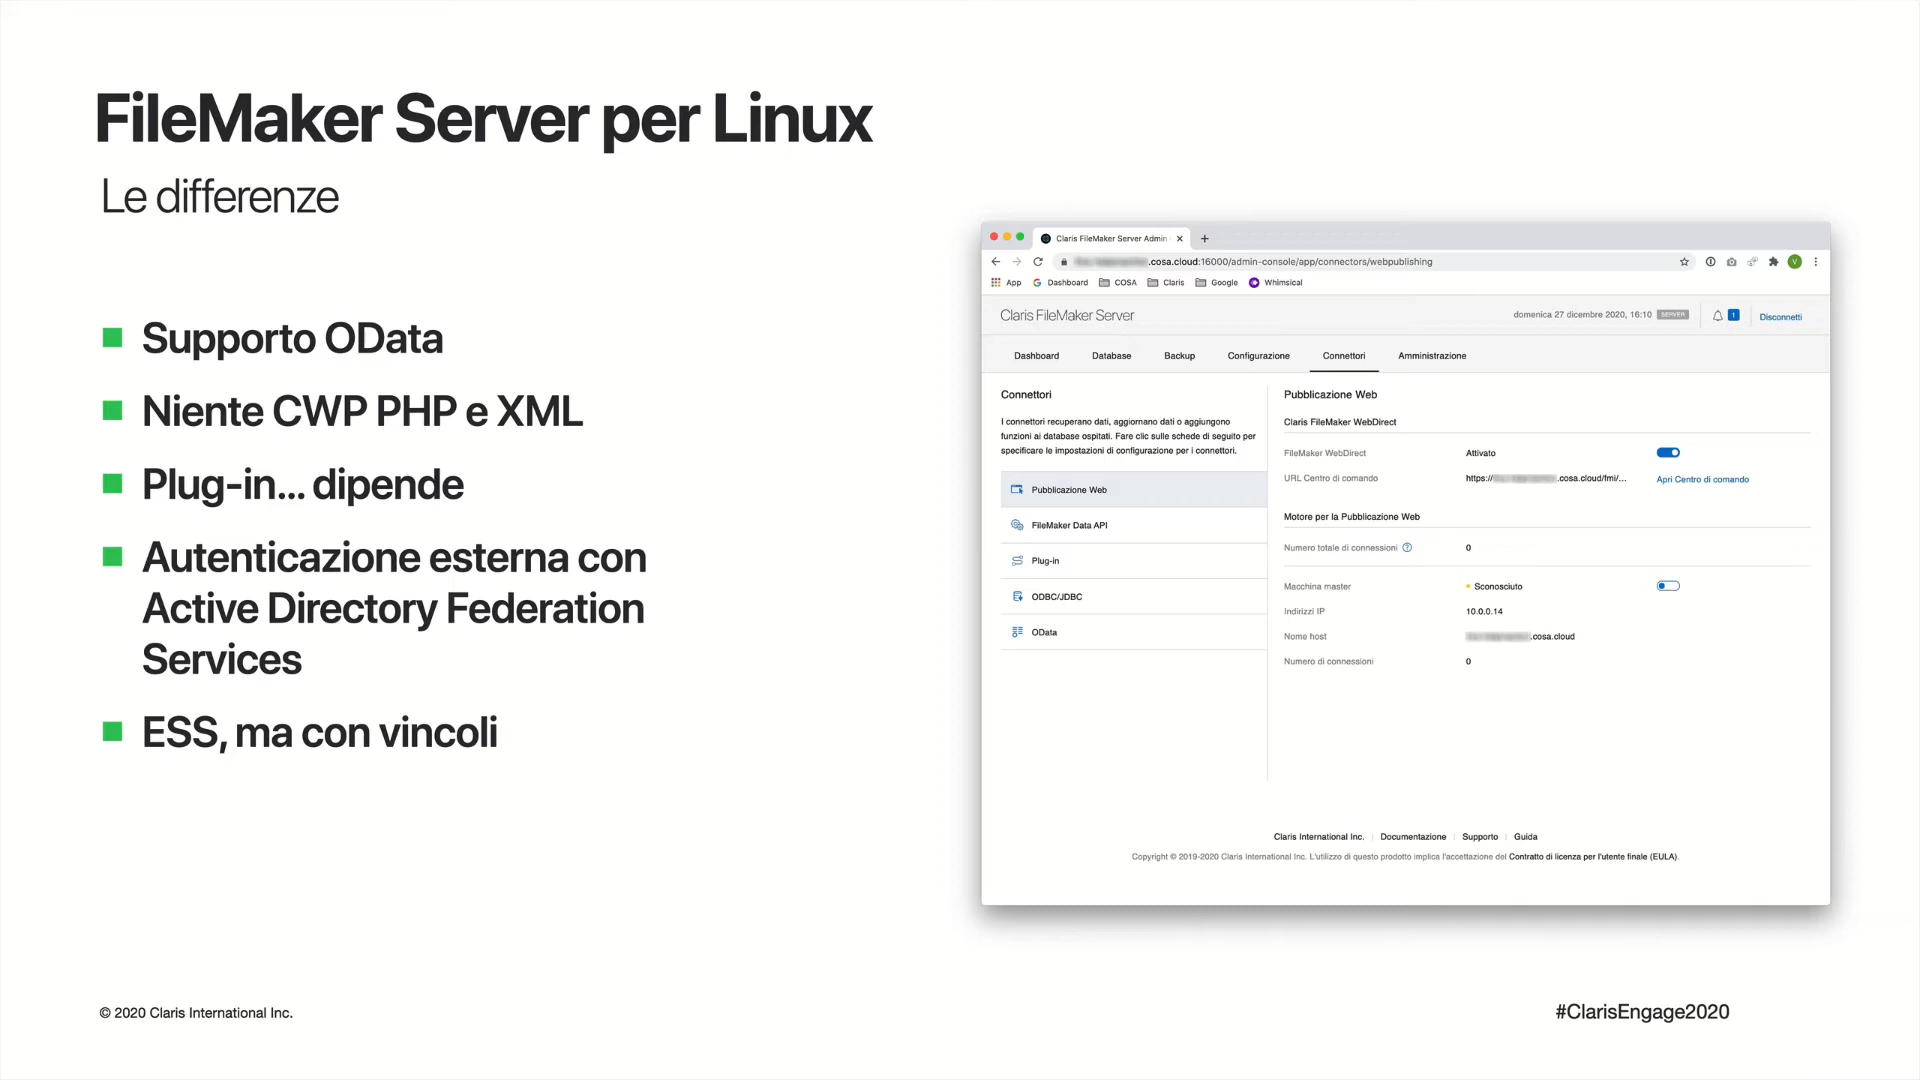 FileMaker Server per Linux
Le differenze
Supporto OData
Niente CWP PHP e XML
Plug-in... dipende
Autenticazione esterna con
Active Directory Federation
Services
ESS, ma con vincoli
Claris FileMaker Server Admin
.cosa.cloud:16000/admin-console/app/connectors/webpublishing
V
App Dashboard COSA Claris Google Whimsical
Claris FileMaker Server
domenica 27 dicembre 2020, 16:10 SERVER 1 Disconnetti
Dashboard Database Backup Configurazione Connettori Amministrazione
Connettori
I connettori recuperano dati, aggiornano dati o aggiungono
funzioni ai database ospitati. Fare clic sulle schede di seguito per
specificare le impostazioni di configurazione per i connettori.
Pubblicazione Web
FileMaker Data API
Plug-in
ODBC/JDBC
OData
Pubblicazione Web
Claris FileMaker WebDirect
FileMaker WebDirect Attivato
URL Centro di comando https:// .cosa.cloud/fmi/... Apri Centro di comando
Motore per la Pubblicazione Web
Numero totale di connessioni ? 0
Macchina master Sconosciuto
Indirizzi IP 10.0.0.14
Nome host .cosa.cloud
Numero di connessioni 0
Claris International Inc. Documentazione Supporto Guida
Copyright © 2019-2020 Claris International Inc. L'utilizzo di questo prodotto implica l'accettazione del Contratto di licenza per l'utente finale (EULA).
© 2020 Claris International Inc.
#ClarisEngage2020